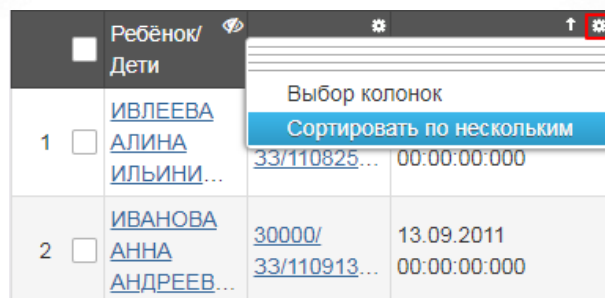 Ребёнок/
Дети
Выбор колонок
Сортировать по нескольким
1
ИВЛЕЕВА
АЛИНА
ИЛЬИНИ...
33/110825...
00:00:00:000
2
ИВАНОВА
АННА
АНДРЕЕВ...
30000/
33/110913...
13.09.2011
00:00:00:000